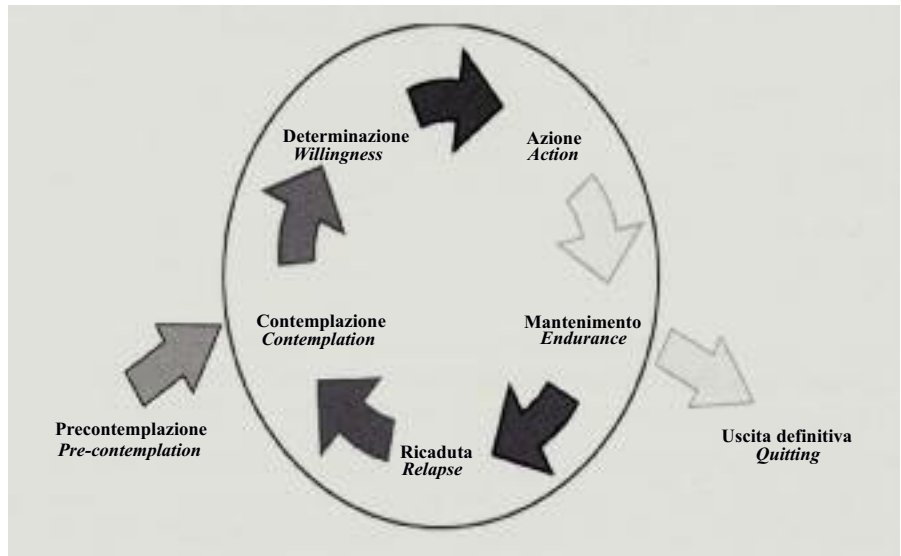 Determinazione
Willingness
Azione
Action
Contemplazione
Contemplation
Mantenimento
Endurance
Precontemplazione
Pre-contemplation
Ricaduta
Relapse
Uscita definitiva
Quitting